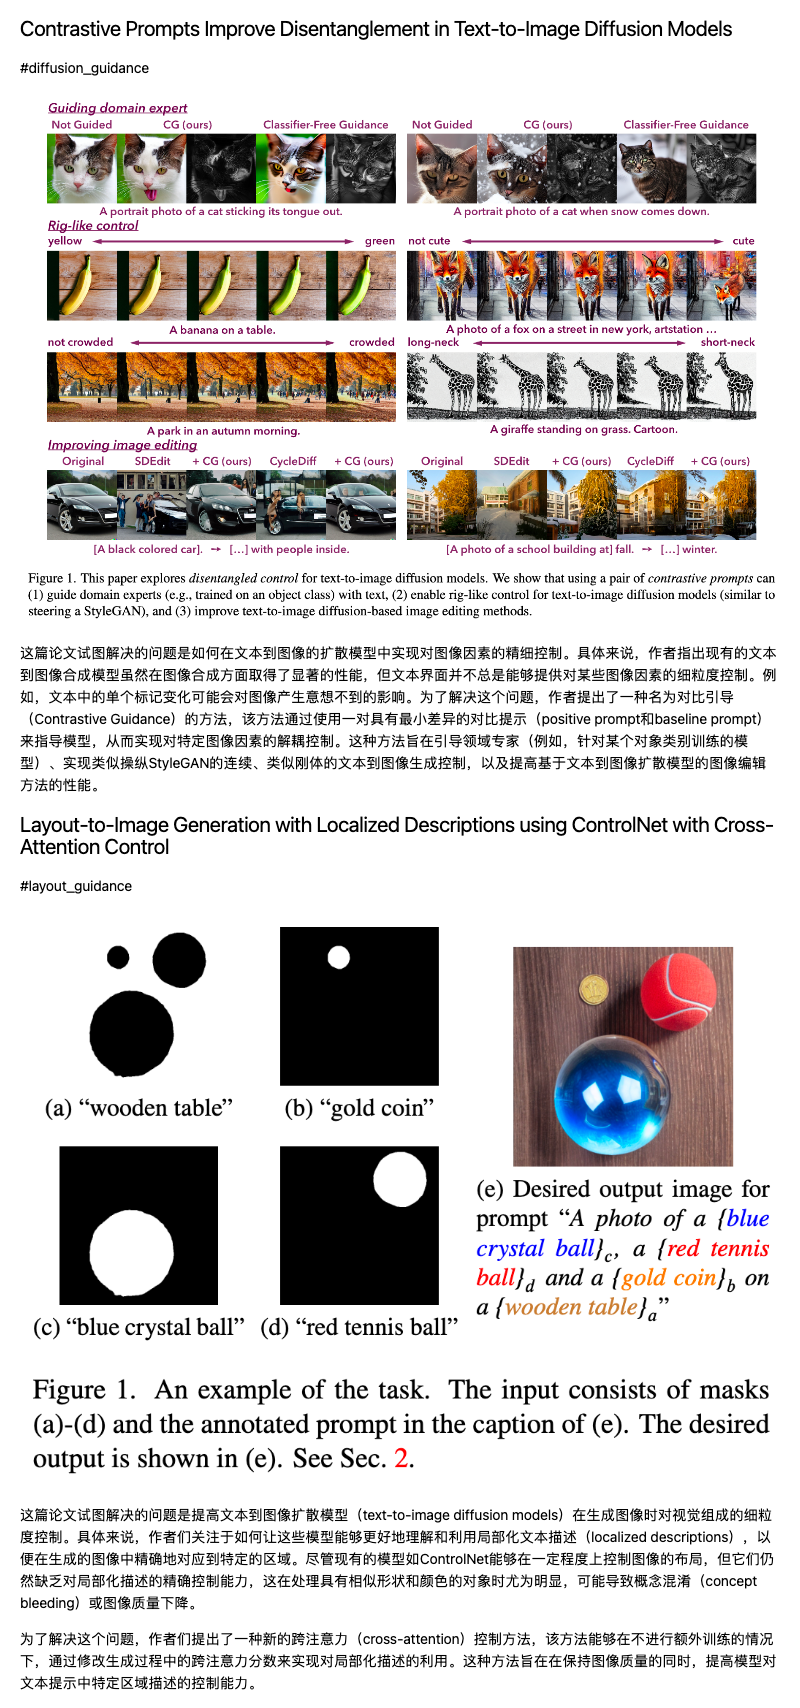 Contrastive Prompts Improve Disentanglement in Text-to-Image Diffusion Models
#diffusion_guidance
Guiding domain expert
Not Guided CG (ours) Classifier-Free Guidance Not Guided CG (ours) Classifier-Free Guidance
A portrait photo of a cat sticking its tongue out. A portrait photo of a cat when snow comes down.
Rig-like control
yellow green not cute cute
A banana on a table. A photo of a fox on a street in new york, artstation ...
not crowded crowded long-neck short-neck
A park in an autumn morning. A giraffe standing on grass. Cartoon.
Improving image editing
Original SDEdit + CG (ours) CycleDiff + CG (ours) Original SDEdit + CG (ours) CycleDiff + CG (ours)
[A black colored car]. → [...] with people inside. [A photo of a school building at] fall. → [...] winter.
Figure 1. This paper explores disentangled control for text-to-image diffusion models. We show that using a pair of contrastive prompts can
(1) guide domain experts (e.g., trained on an object class) with text, (2) enable rig-like control for text-to-image diffusion models (similar to
steering a StyleGAN), and (3) improve text-to-image diffusion-based image editing methods.
这篇论文试图解决的问题是如何在文本到图像的扩散模型中实现对图像因素的精细控制。具体来说，作者指出现有的文本
到图像合成模型虽然在图像合成方面取得了显著的性能，但文本界面并不总是能够提供对某些图像因素的细粒度控制。例
如，文本中的单个标记变化可能会对图像产生意想不到的影响。为了解决这个问题，作者提出了一种名为对比引导
（Contrastive Guidance）的方法，该方法通过使用一对具有最小差异的对比提示（positive prompt和baseline prompt）
来指导模型，从而实现对特定图像因素的解耦控制。这种方法旨在引导领域专家（例如，针对某个对象类别训练的模
型）、实现类似操纵StyleGAN的连续、类似刚体的文本到图像生成控制，以及提高基于文本到图像扩散模型的图像编辑
方法的性能。
Layout-to-Image Generation with Localized Descriptions using ControlNet with Cross-
Attention Control
#layout_guidance
(a) “wooden table” (b) “gold coin”
(c) “blue crystal ball” (d) “red tennis ball”
(e) Desired output image for
prompt “A photo of a {blue
crystal ball}c, a {red tennis
ball}d and a {gold coin}b on
a {wooden table}a”
Figure 1. An example of the task. The input consists of masks
(a)-(d) and the annotated prompt in the caption of (e). The desired
output is shown in (e). See Sec. 2.
这篇论文试图解决的问题是提高文本到图像扩散模型（text-to-image diffusion models）在生成图像时对视觉组成的细粒
度控制。具体来说，作者们关注于如何让这些模型能够更好地理解和利用局部化文本描述（localized descriptions），以
便在生成的图像中精确地对应到特定的区域。尽管现有的模型如ControlNet能够在一定程度上控制图像的布局，但它们仍
然缺乏对局部化描述的精确控制能力，这在处理具有相似形状和颜色的对象时尤为明显，可能导致概念混淆（concept
bleeding）或图像质量下降。
为了解决这个问题，作者们提出了一种新的跨注意力（cross-attention）控制方法，该方法能够在不进行额外训练的情况
下，通过修改生成过程中的跨注意力分数来实现对局部化描述的利用。这种方法旨在在保持图像质量的同时，提高模型对
文本提示中特定区域描述的控制能力。